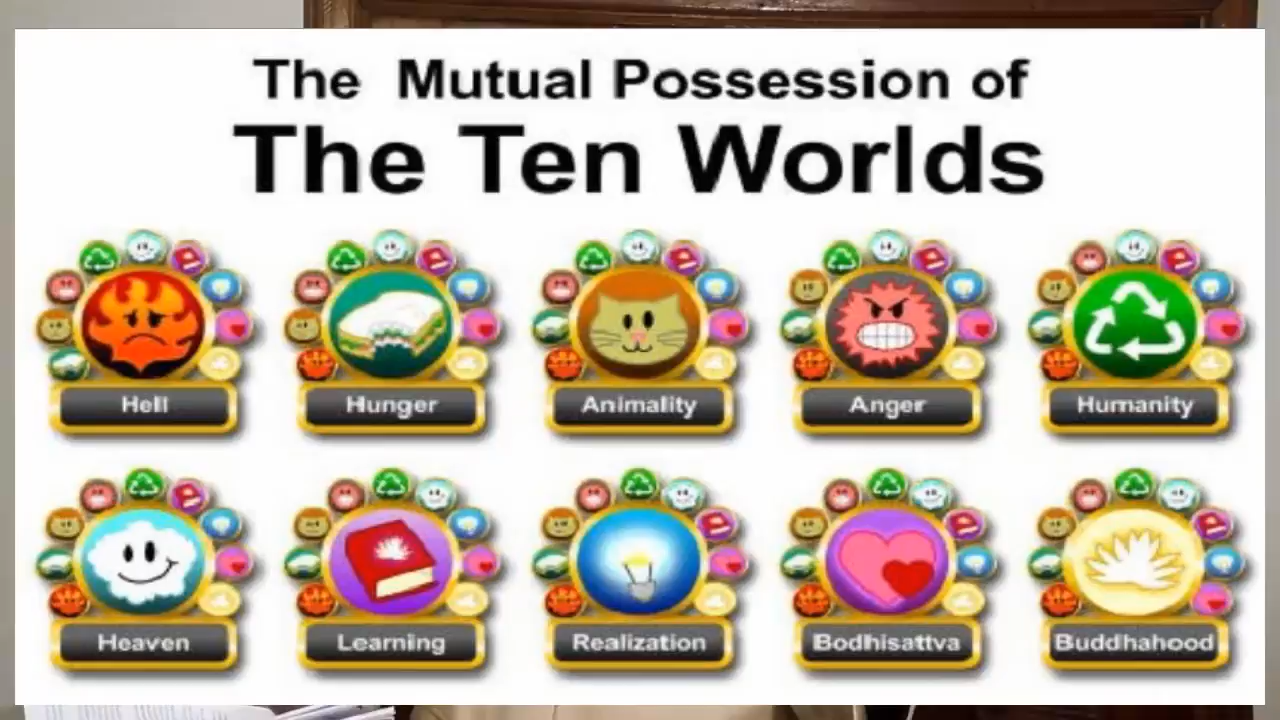 The Mutual Possession of
The Ten Worlds
Hell
Hunger
Animality
Anger
Humanity
Heaven
Learning
Realization
Bodhisattva
Buddhahood